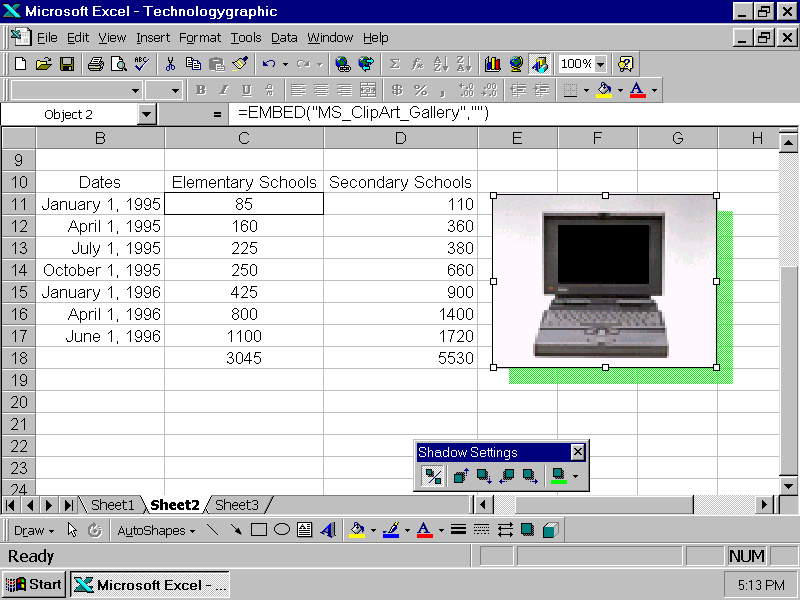 Microsoft Excel - Technologygraphic
File Edit View Insert Format Tools Data Window Help
100%
B I U $ % ,
Object 2 = =EMBED("MS_ClipArt_Gallery","")
B C D E F G H
9
10 Dates Elementary Schools Secondary Schools
11 January 1, 1995 85 110
12 April 1, 1995 160 360
13 July 1, 1995 225 380
14 October 1, 1995 250 660
15 January 1, 1996 425 900
16 April 1, 1996 800 1400
17 June 1, 1996 1100 1720
18 3045 5530
19
20
21
22
23
24
Shadow Settings
Sheet1 Sheet2 Sheet3
Draw AutoShapes
Ready NUM
Start Microsoft Excel - ... 5:13 PM